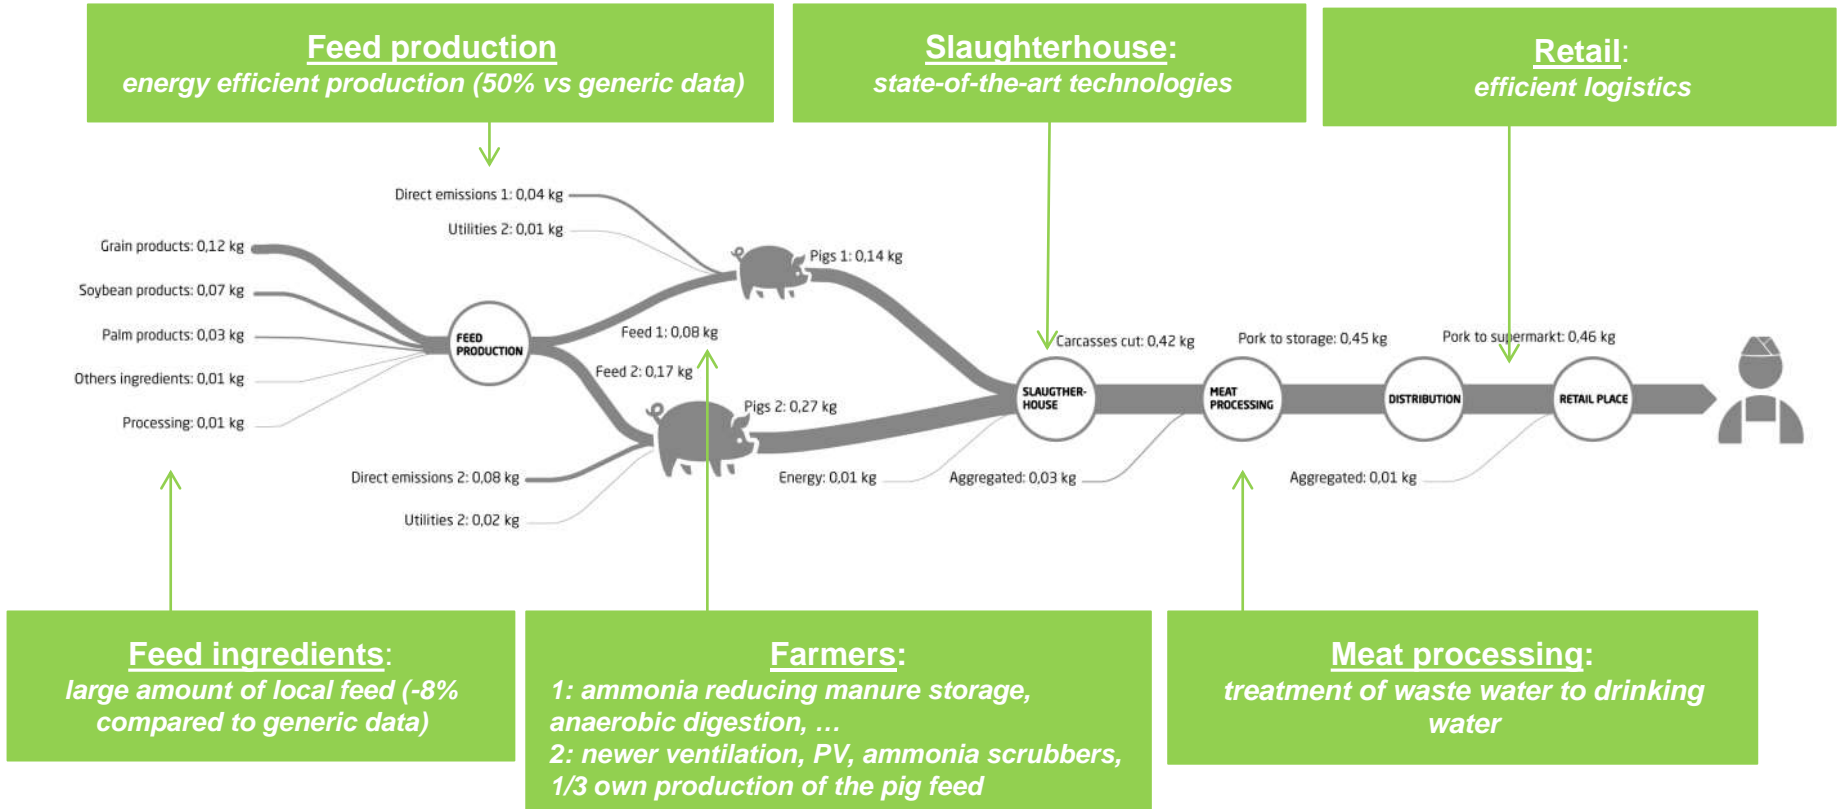 Feed production
energy efficient production (50% vs generic data)
Slaughterhouse:
state-of-the-art technologies
Retail:
efficient logistics
Direct emissions 1: 0,04 kg
Utilities 2: 0,01 kg
Grain products: 0,12 kg
Soybean products: 0,07 kg
Palm products: 0,03 kg
Others ingredients: 0,01 kg
Processing: 0,01 kg
FEED
PRODUCTION
Pigs 1: 0,14 kg
Feed 1: 0,08 kg
Feed 2: 0,17 kg
Pigs 2: 0,27 kg
Direct emissions 2: 0,08 kg
Utilities 2: 0,02 kg
Carcasses cut: 0,42 kg
Pork to storage: 0,45 kg
Pork to supermarkt: 0,46 kg
SLAUGTHER-
HOUSE
MEAT
PROCESSING
DISTRIBUTION
RETAIL PLACE
Energy: 0,01 kg
Aggregated: 0,03 kg
Aggregated: 0,01 kg
Feed ingredients:
large amount of local feed (-8%
compared to generic data)
Farmers:
1: ammonia reducing manure storage,
anaerobic digestion, ...
2: newer ventilation, PV, ammonia scrubbers,
1/3 own production of the pig feed
Meat processing:
treatment of waste water to drinking
water